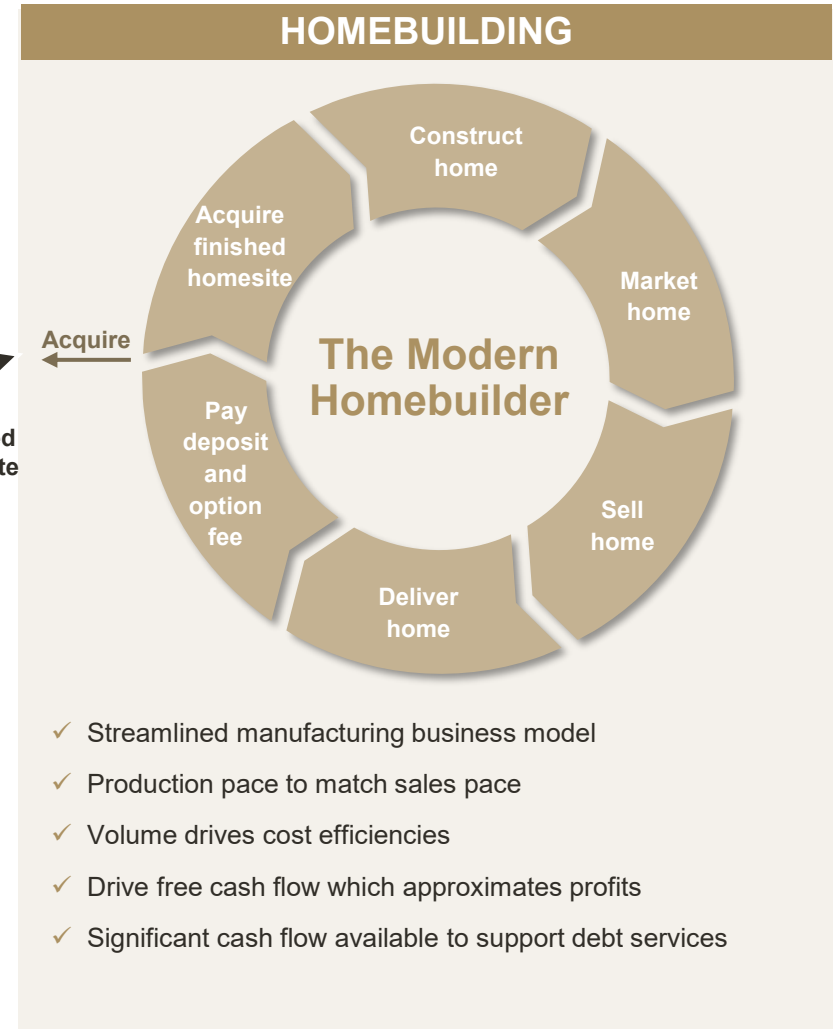 HOMEBUILDING
Construct
home
Acquire
finished
homesite
Market
home
Acquire
The Modern
Homebuilder
Pay
deposit
and
option
fee
Sell
home
Deliver
home
✓ Streamlined manufacturing business model
✓ Production pace to match sales pace
✓ Volume drives cost efficiencies
✓ Drive free cash flow which approximates profits
✓ Significant cash flow available to support debt services